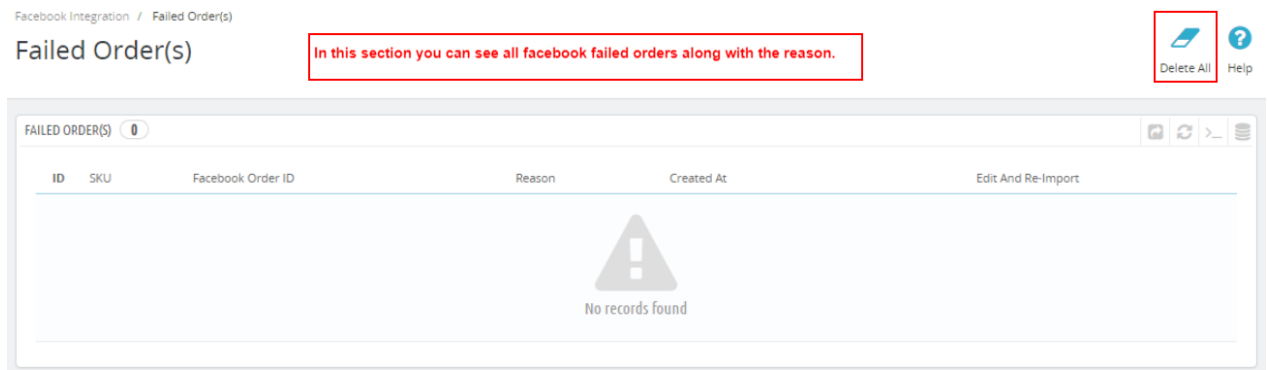 Facebook Integration / Failed Order(s)
Failed Order(s)
In this section you can see all facebook failed orders along with the reason.
Delete All
Help
FAILED ORDER(S) 0
ID SKU Facebook Order ID Reason Created At Edit And Re-Import
No records found